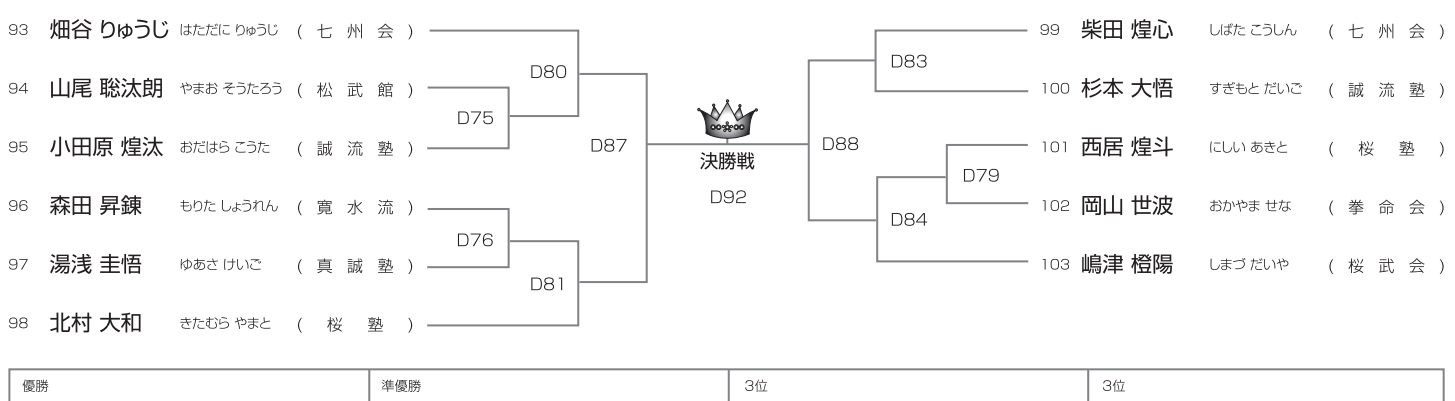 93 畑谷 りゅうじ はただに りゅうじ ( 七 州 会 )
94 山尾 聡汰朗 やまお そうたろう ( 松 武 館 )
95 小田原 煌汰 おだはら こうた ( 誠 流 塾 )
96 森田 昇錬 もりた しょうれん ( 寛 水 流 )
97 湯浅 圭悟 ゆあさ けいご ( 真 誠 塾 )
98 北村 大和 きたむら やまと ( 桜 塾 )
D80
D75
D87
D76
D81
決勝戦
D92
D83
D88
D79
D84
99 柴田 煌心 しばた こうしん ( 七 州 会 )
100 杉本 大悟 すぎもと だいご ( 誠 流 塾 )
101 西居 煌斗 にしい あきと ( 桜 塾 )
102 岡山 世波 おかやま せな ( 拳 命 会 )
103 嶋津 橙陽 しまづ だいや ( 桜 武 会 )
優勝 準優勝 3位 3位